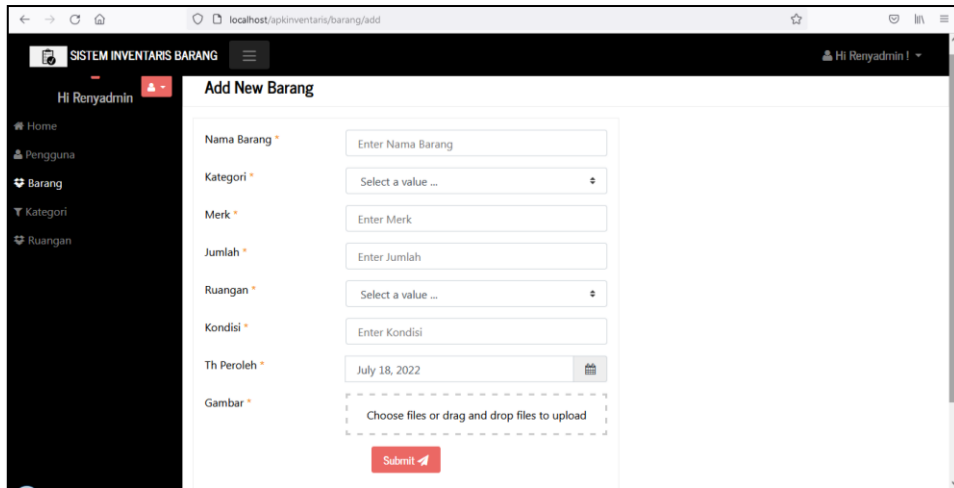 localhost/apkinventaris/barang/add
SISTEM INVENTARIS BARANG
Hi Renyadmin !
Hi Renyadmin
Home
Pengguna
Barang
Kategori
Ruangan
Add New Barang
Nama Barang *
Enter Nama Barang
Kategori *
Select a value ...
Merk *
Enter Merk
Jumlah *
Enter Jumlah
Ruangan *
Select a value ...
Kondisi *
Enter Kondisi
Th Peroleh *
July 18, 2022
Gambar *
Choose files or drag and drop files to upload
Submit